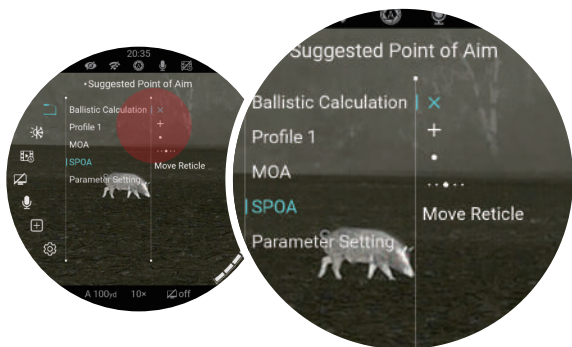 20:35
•Suggested Point of Aim
Ballistic Calculation
Profile 1
MOA
SPOA
Parameter Setting
Move Reticle
A 100yd 10× off
Suggested Point of Aim
Ballistic Calculation
Profile 1
MOA
SPOA
Parameter Setting
Move Reticle